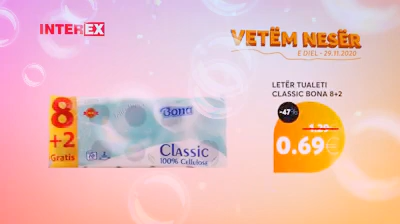 INTEREX
VETËM NESËR
E DIEL - 29.11.2020
LETËR TUALETI
CLASSIC BONA 8+2
-47%
1.29
0.69
8
+2
Gratis
Bona
Classic
100% Cellulose